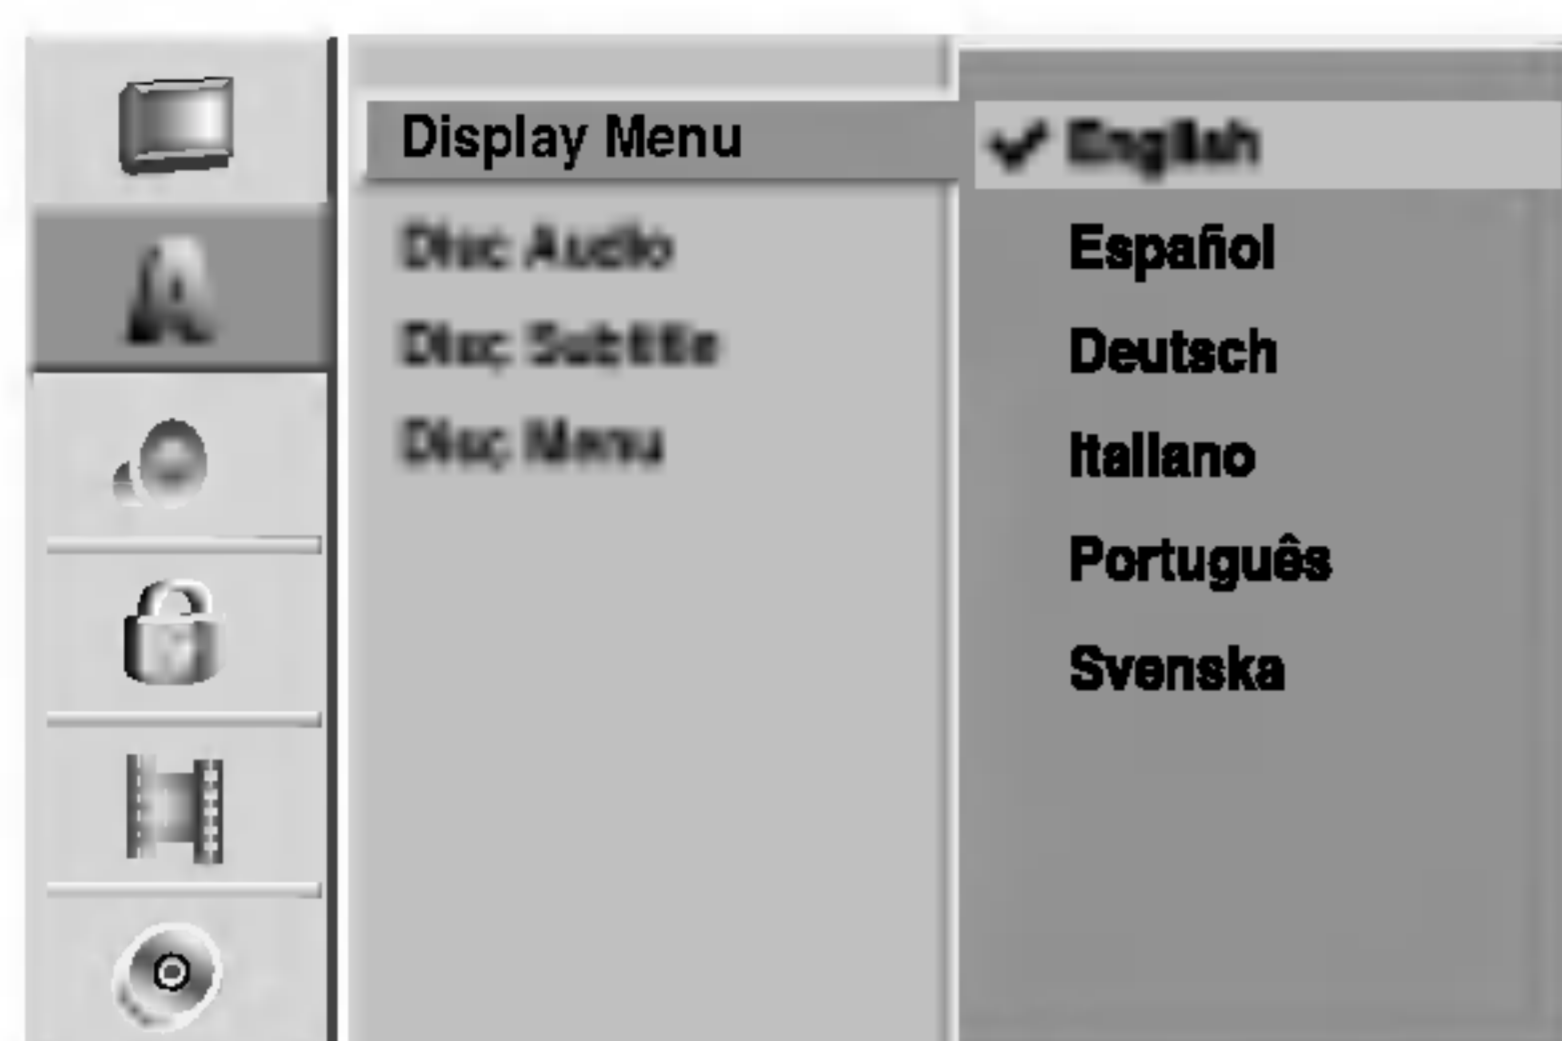 Display Menu
Disc Audio
Disc Subtitle
Disc Menu
English
Español
Deutsch
Italiano
Português
Svenska